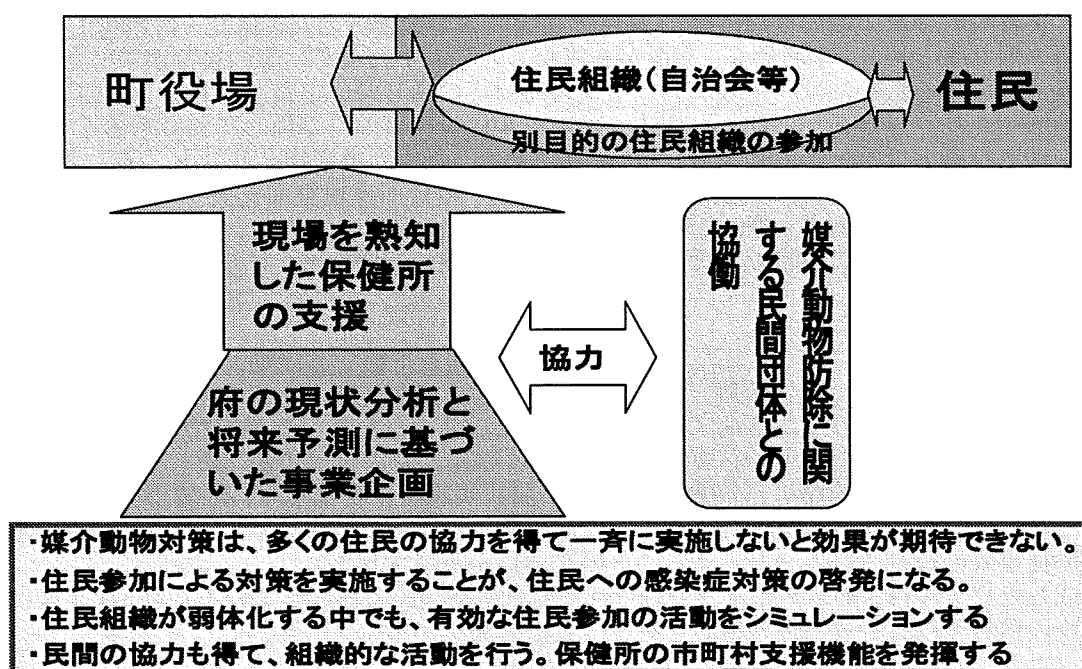 町役場
住民組織(自治会等)
別目的の住民組織の参加
住民
現場を熟知
した保健所
の支援
府の現状分析と
将来予測に基づ
いた事業企画
協力
媒介動物防除に関
する民間団体との
協働
・媒介動物対策は、多くの住民の協力を得て一斉に実施しないと効果が期待できない。
・住民参加による対策を実施することが、住民への感染症対策の啓発になる。
・住民組織が弱体化する中でも、有効な住民参加の活動をシミュレーションする
・民間の協力も得て、組織的な活動を行う。保健所の市町村支援機能を発揮する